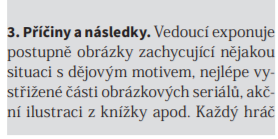 3. Příčiny a následky. Vedoucí exponuje
postupně obrázky zachycující nějakou
situaci s dějovým motivem, nejlépe vy-
střižené části obrázkových seriálů, akč-
ní ilustraci z knížky apod. Každý hráč